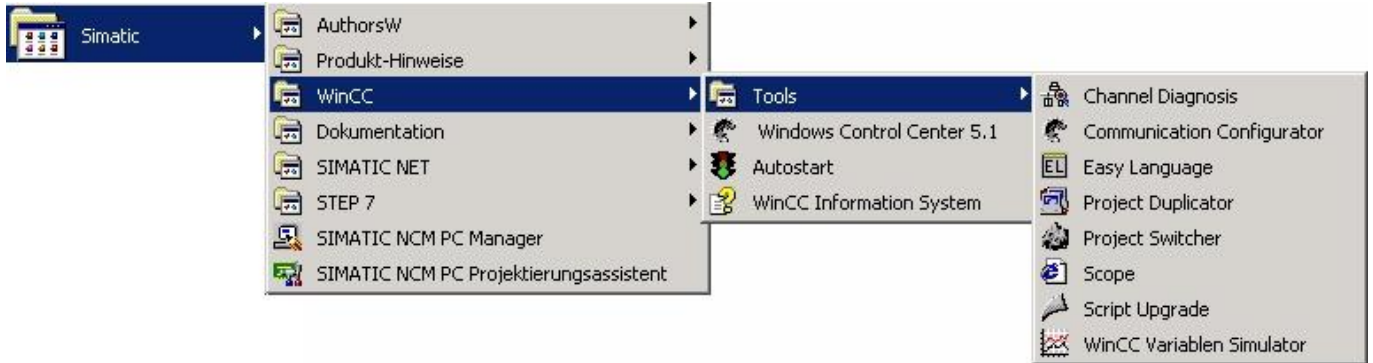 Simatic
AuthorsW
Produkt-Hinweise
WinCC
Dokumentation
SIMATIC NET
STEP 7
SIMATIC NCM PC Manager
SIMATIC NCM PC Projektierungsassistent
Tools
Windows Control Center 5.1
Autostart
WinCC Information System
Channel Diagnosis
Communication Configurator
EL Easy Language
Project Duplicator
Project Switcher
Scope
Script Upgrade
WinCC Variablen Simulator